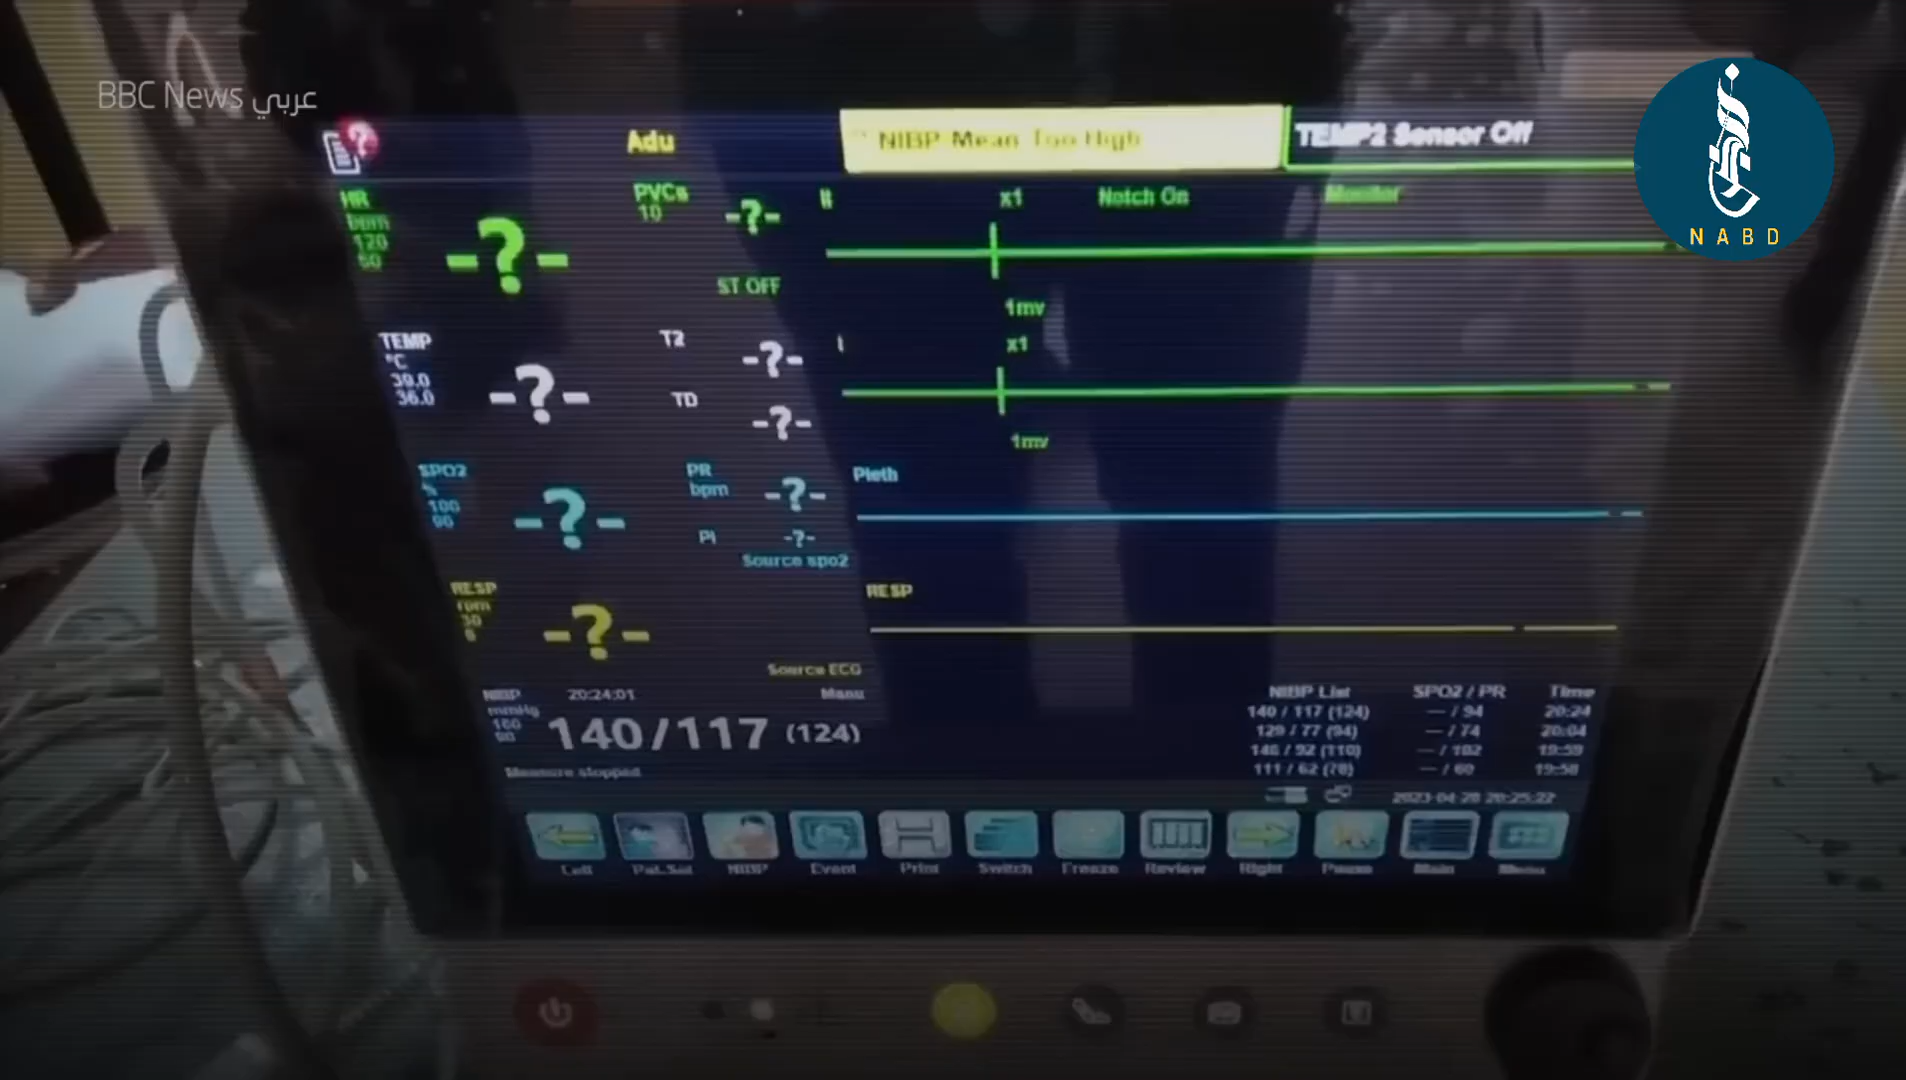 BBC News عربي
NABD
Adu
NIBP Mean Too High
TEMP2 Sensor Off
HR
bpm
120
50
-?-
PVCs
10
-?-
ST OFF
II
x1
Notch On
Monitor
1mv
TEMP
°C
39.0
36.0
-?-
T2
-?-
TD
-?-
I
x1
1mv
SPO2
%
100
90
-?-
PR
bpm
-?-
PI
-?-
Source spo2
Pleth
RESP
rpm
30
8
-?-
Source ECG
RESP
NIBP
mmHg
160
90
20:24:01
Manu
140/117 (124)
Measure stopped
NIBP List SPO2 / PR Time
140 / 117 (124) --- / 94 20:24
129 / 77 (94) --- / 74 20:04
146 / 92 (110) --- / 102 19:59
111 / 62 (78) --- / 60 19:58
2023-04-28 20:25:22
Left
Pat.Set
NIBP
Event
Print
Switch
Freeze
Review
Right
Pause
Main
Menu